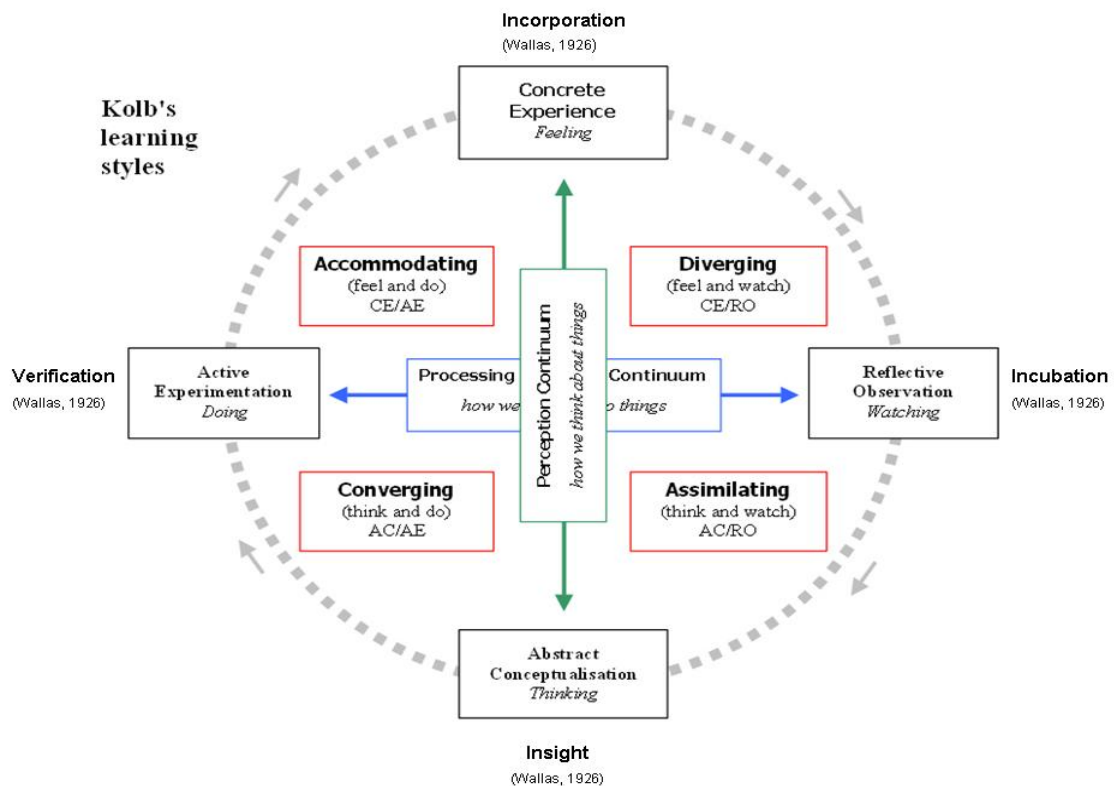 Incorporation
(Wallas, 1926)
Kolb's
learning
styles
Concrete
Experience
Feeling
Accommodating
(feel and do)
CE/AE
Diverging
(feel and watch)
CE/RO
Verification
(Wallas, 1926)
Active
Experimentation
Doing
Processing Continuum
how we o things
Perception Continuum
how we think about things
Reflective
Observation
Watching
Incubation
(Wallas, 1926)
Converging
(think and do)
AC/AE
Assimilating
(think and watch)
AC/RO
Abstract
Conceptualisation
Thinking
Insight
(Wallas, 1926)